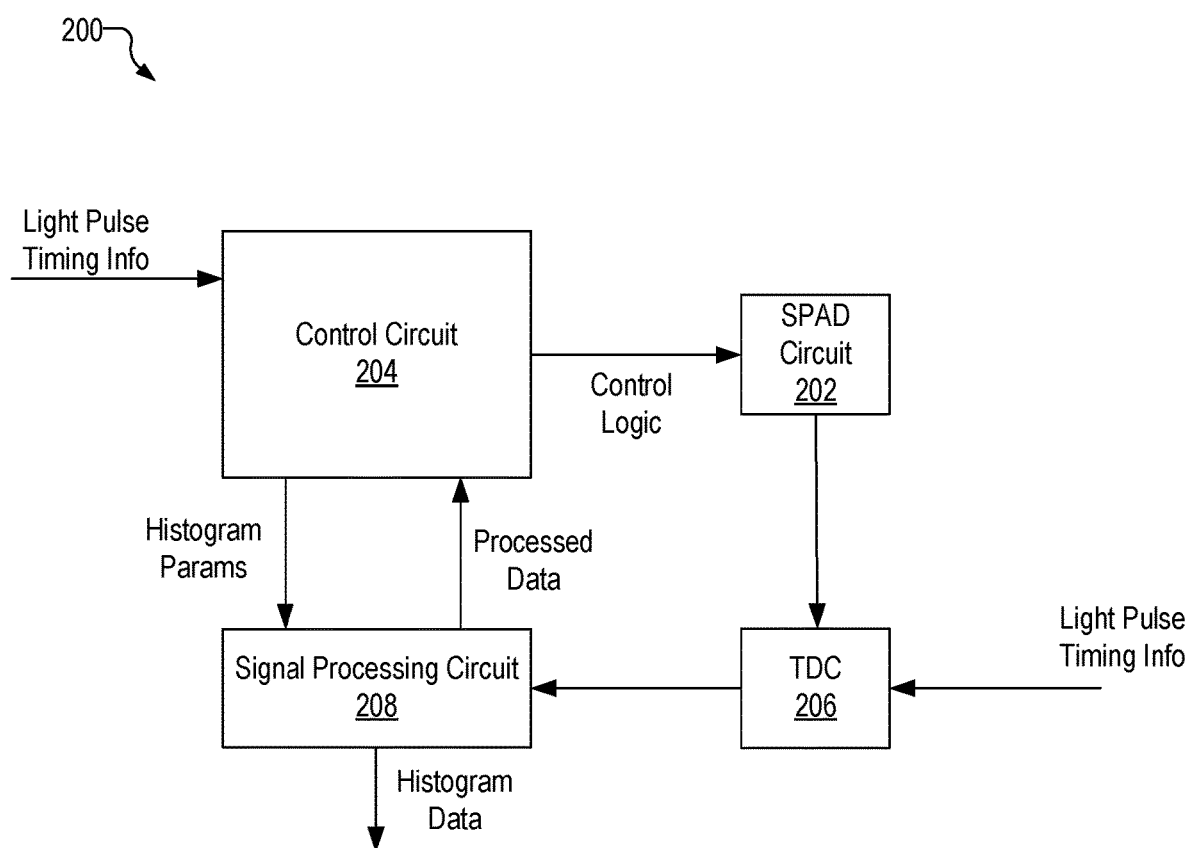 200
Light Pulse
Timing Info
Control Circuit
204
SPAD
Circuit
202
Control
Logic
Histogram
Params
Processed
Data
Light Pulse
Timing Info
Signal Processing Circuit
208
TDC
206
Histogram
Data